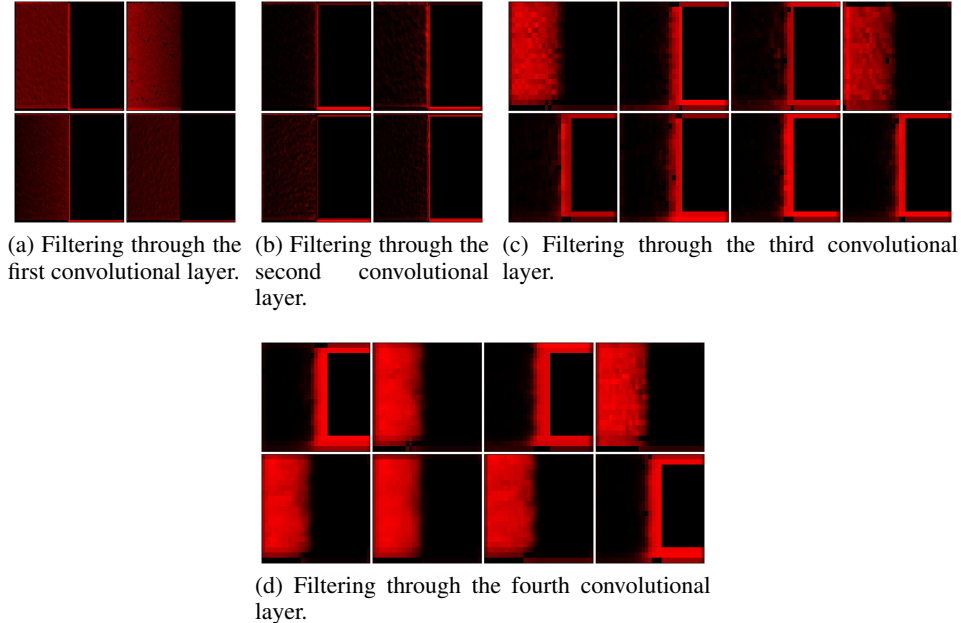 (a) Filtering through the
first convolutional layer.
(b) Filtering through the
second convolutional
layer.
(c) Filtering through the third convolutional
layer.
(d) Filtering through the fourth convolutional
layer.